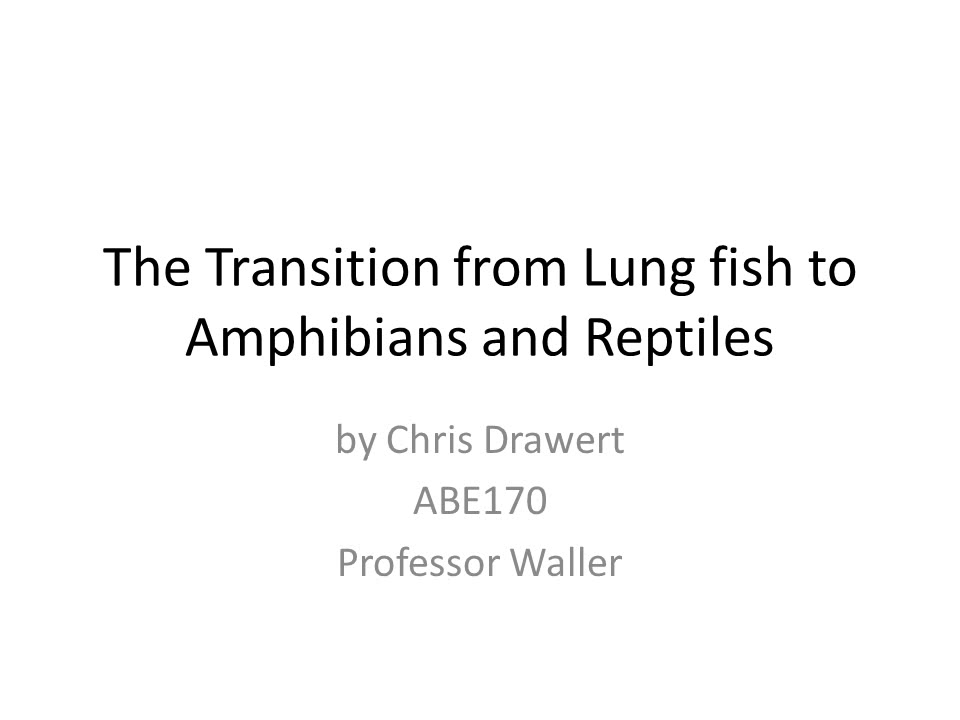 The Transition from Lung fish to
Amphibians and Reptiles
by Chris Drawert
ABE170
Professor Waller